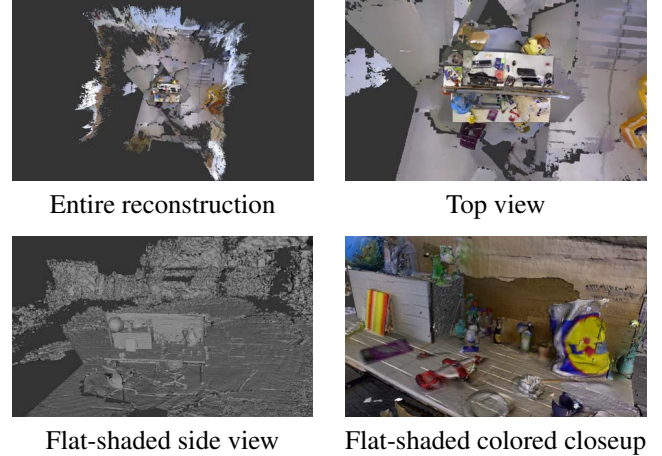 Entire reconstruction
Top view
Flat-shaded side view
Flat-shaded colored closeup